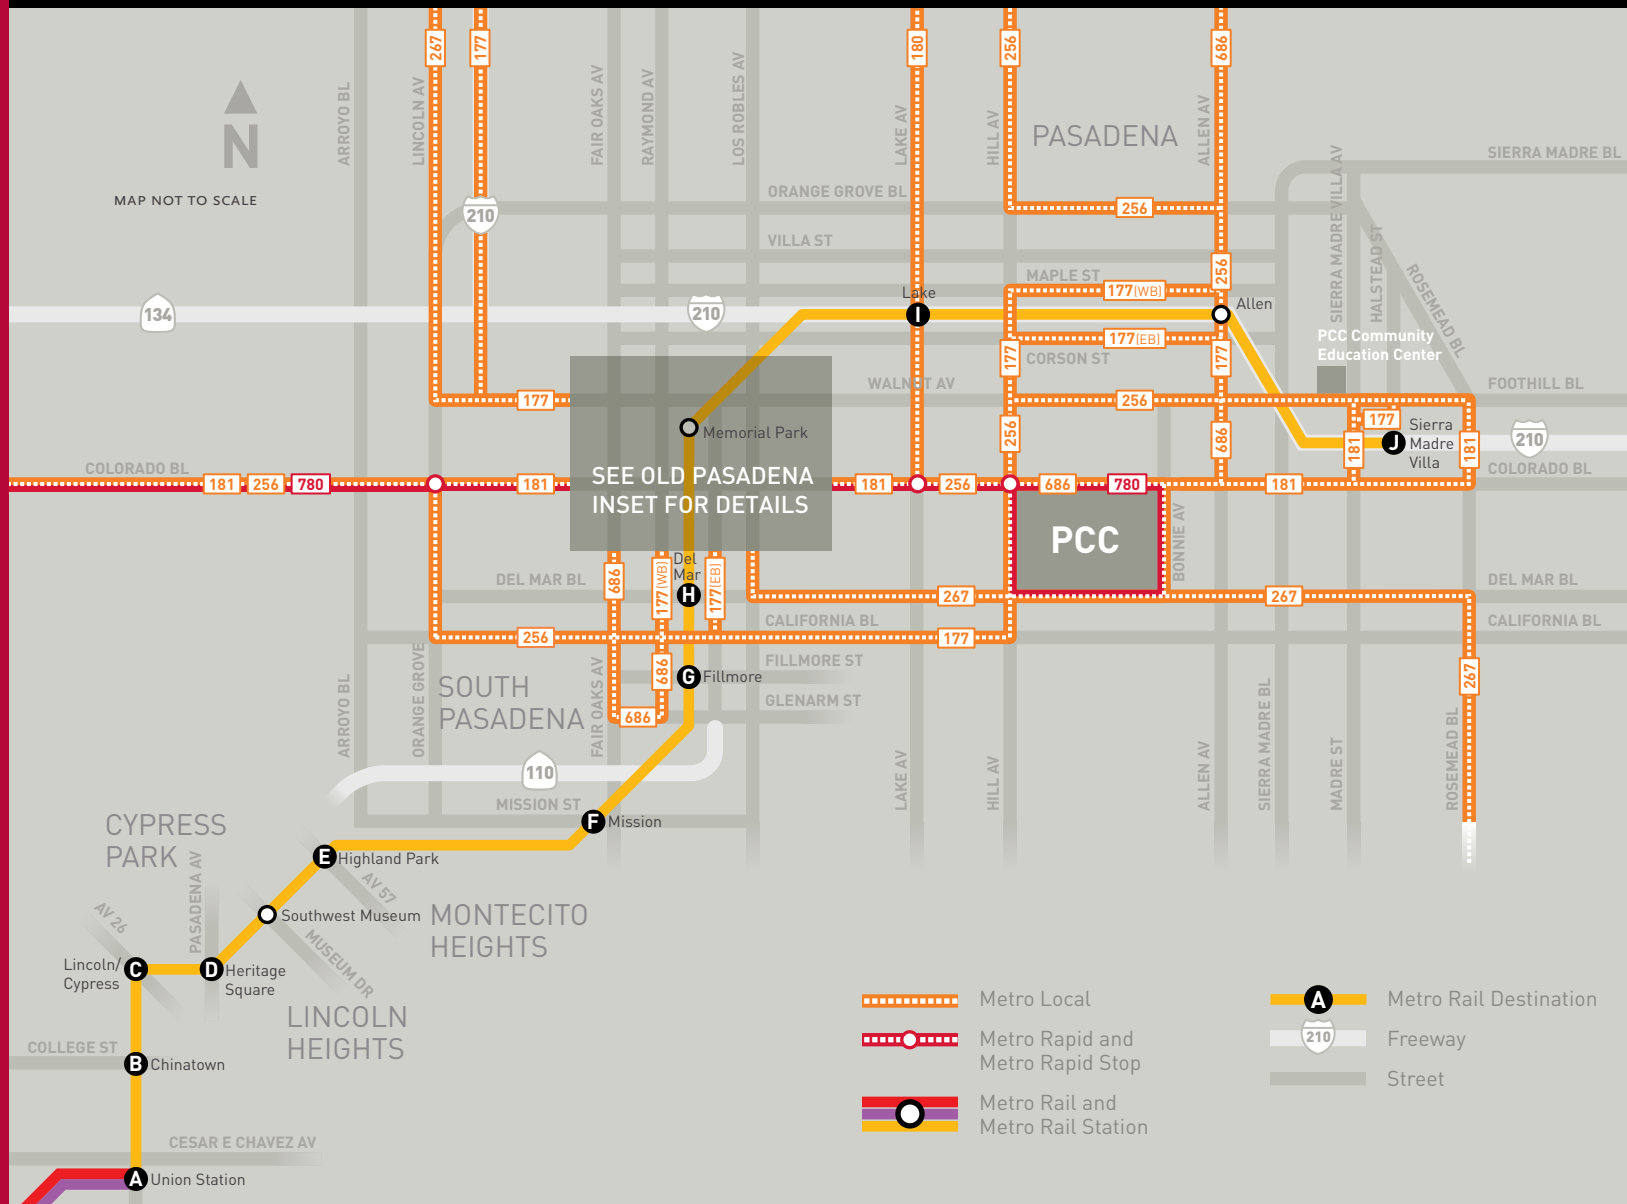 267
177
180
256
686
ARROYO BL
LINCOLN AV
FAIR OAKS AV
RAYMOND AV
LOS ROBLES AV
LAKE AV
HILL AV
PASADENA
ALLEN AV
SIERRA MADRE VILLA AV
SIERRA MADRE BL
N
MAP NOT TO SCALE
210
ORANGE GROVE BL
256
VILLA ST
HALSTEAD ST
ROSEMEAD BL
MAPLE ST
256
177(WB)
134
210
Lake
I
Allen
PCC Community
Education Center
177(EB)
CORSON ST
177
177
WALNUT AV
FOOTHILL BL
177
256
177
Memorial Park
256
686
181
J
Sierra
Madre
Villa
181
210
COLORADO BL
COLORADO BL
181
256
780
181
SEE OLD PASADENA
INSET FOR DETAILS
181
256
686
780
181
PCC
BONNIE AV
Del
Mar
H
DEL MAR BL
686
177(WB)
177(EB)
267
267
DEL MAR BL
CALIFORNIA BL
CALIFORNIA BL
256
177
FILLMORE ST
686
G
Fillmore
267
SOUTH
PASADENA
GLENARM ST
686
ARROYO BL
ORANGE GROVE
FAIR OAKS AV
LAKE AV
HILL AV
ALLEN AV
SIERRA MADRE BL
MADRE ST
ROSEMEAD BL
110
MISSION ST
F
Mission
CYPRESS
PARK
E
Highland Park
PASADENA AV
AV 57
AV 26
Southwest Museum
MONTECITO
HEIGHTS
MUSEUM DR
Lincoln/
Cypress
C
D
Heritage
Square
LINCOLN
HEIGHTS
COLLEGE ST
B
Chinatown
CESAR E CHAVEZ AV
A
Union Station
Metro Local
Metro Rapid and
Metro Rapid Stop
Metro Rail and
Metro Rail Station
A
Metro Rail Destination
210
Freeway
Street